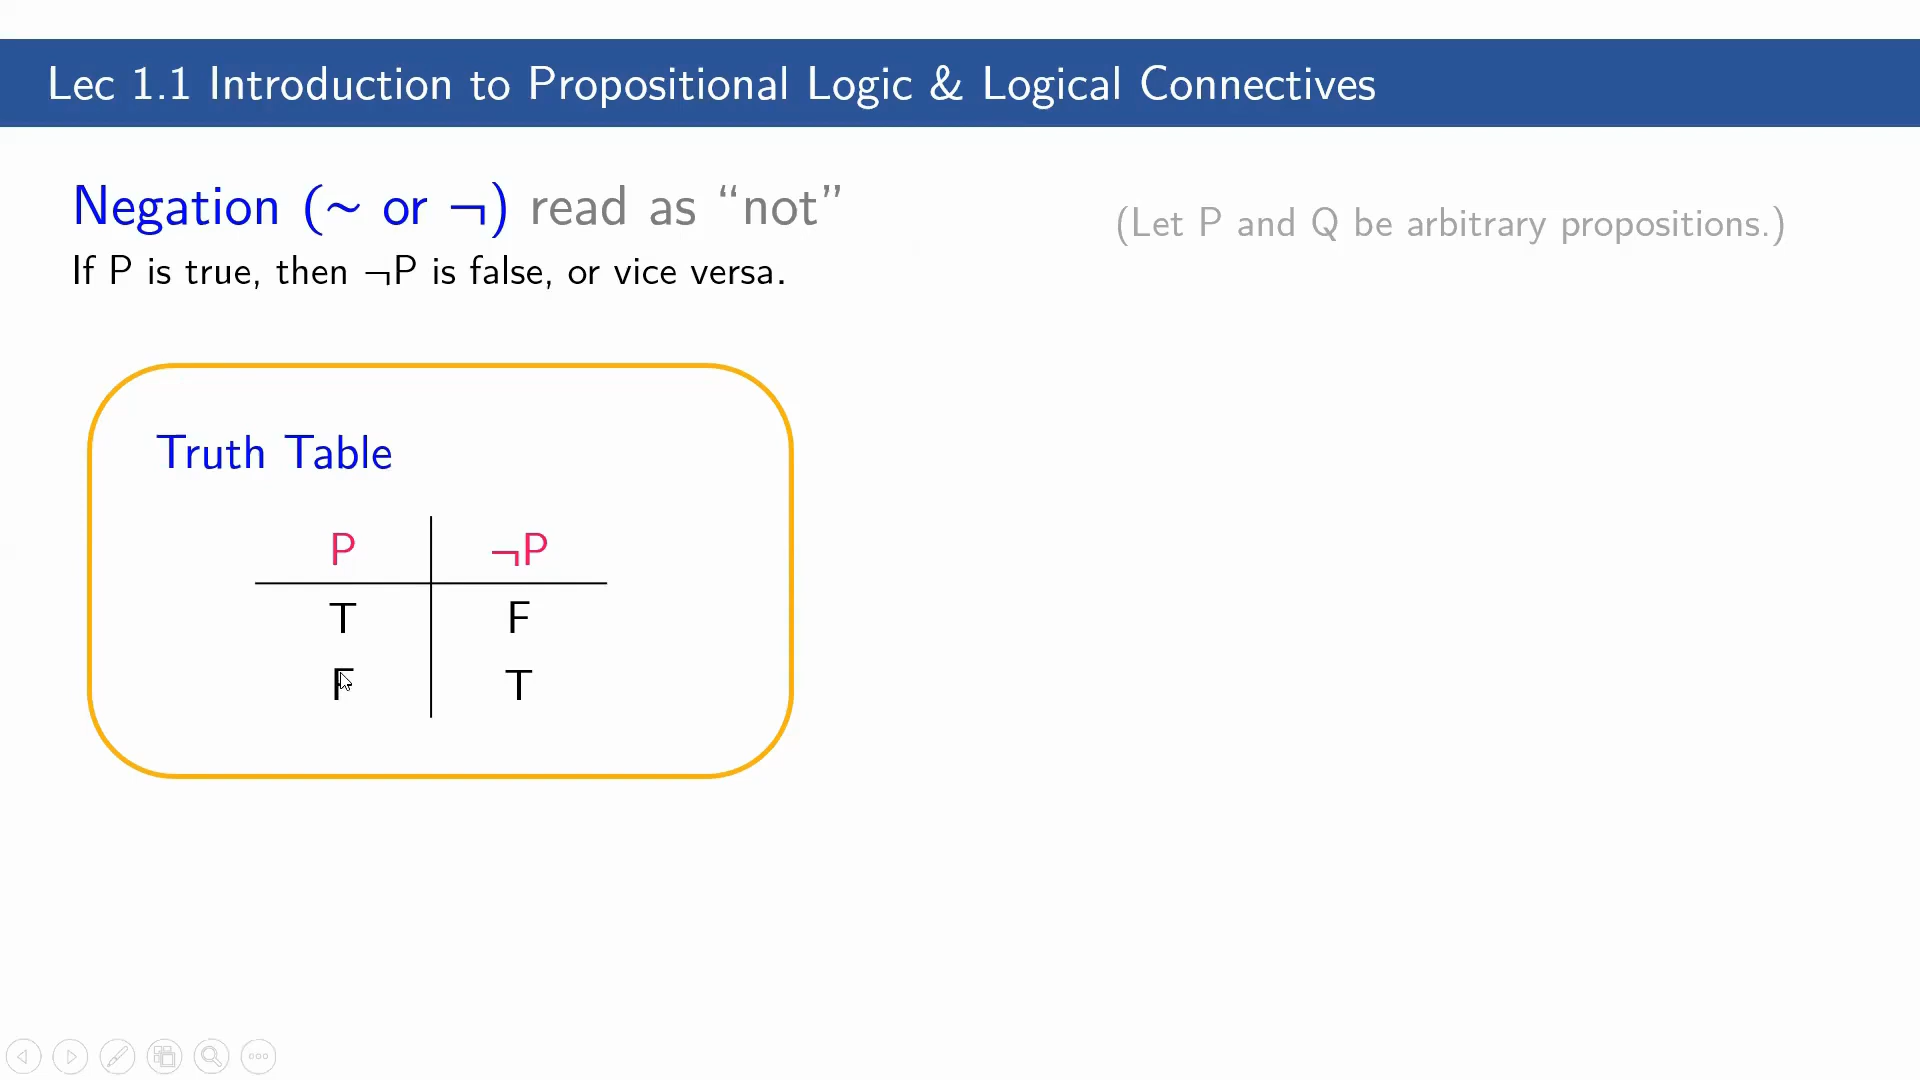 Lec 1.1 Introduction to Propositional Logic & Logical Connectives
Negation (~ or ¬) read as “not”
(Let P and Q be arbitrary propositions.)
If P is true, then ¬P is false, or vice versa.
Truth Table
P ¬P
T F
F T